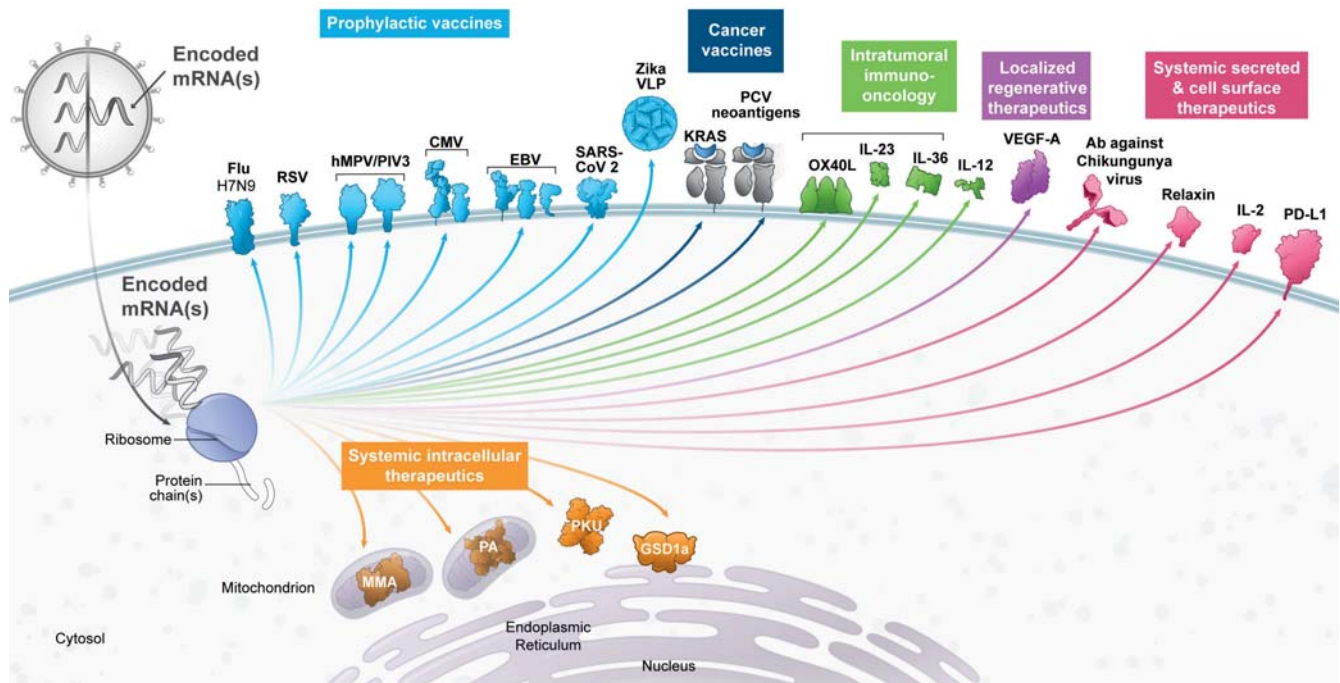 Prophylactic vaccines
Cancer
vaccines
Intratumoral
immuno-
oncology
Localized
regenerative
therapeutics
Systemic secreted
& cell surface
therapeutics
Encoded
mRNA(s)
Flu
H7N9
RSV
hMPV/PIV3
CMV
EBV
SARS-
CoV 2
Zika
VLP
KRAS
PCV
neoantigens
OX40L
IL-23
IL-36
IL-12
VEGF-A
Ab against
Chikungunya
virus
Relaxin
IL-2
PD-L1
Encoded
mRNA(s)
Ribosome
Protein
chain(s)
Systemic intracellular
therapeutics
MMA
PA
PKU
GSD1a
Mitochondrion
Cytosol
Endoplasmic
Reticulum
Nucleus